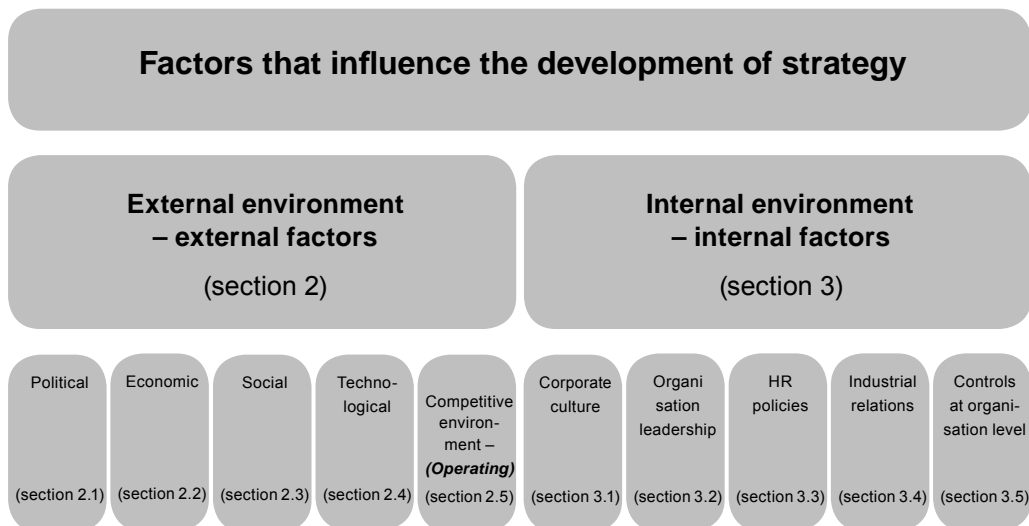 Factors that influence the development of strategy
External environment
– external factors
(section 2)
Internal environment
– internal factors
(section 3)
Political
(section 2.1)
Economic
(section 2.2)
Social
(section 2.3)
Techno-
logical
(section 2.4)
Competitive
environ-
ment –
(Operating)
(section 2.5)
Corporate
culture
(section 3.1)
Organi
sation
leadership
(section 3.2)
HR
policies
(section 3.3)
Industrial
relations
(section 3.4)
Controls
at organi-
sation level
(section 3.5)